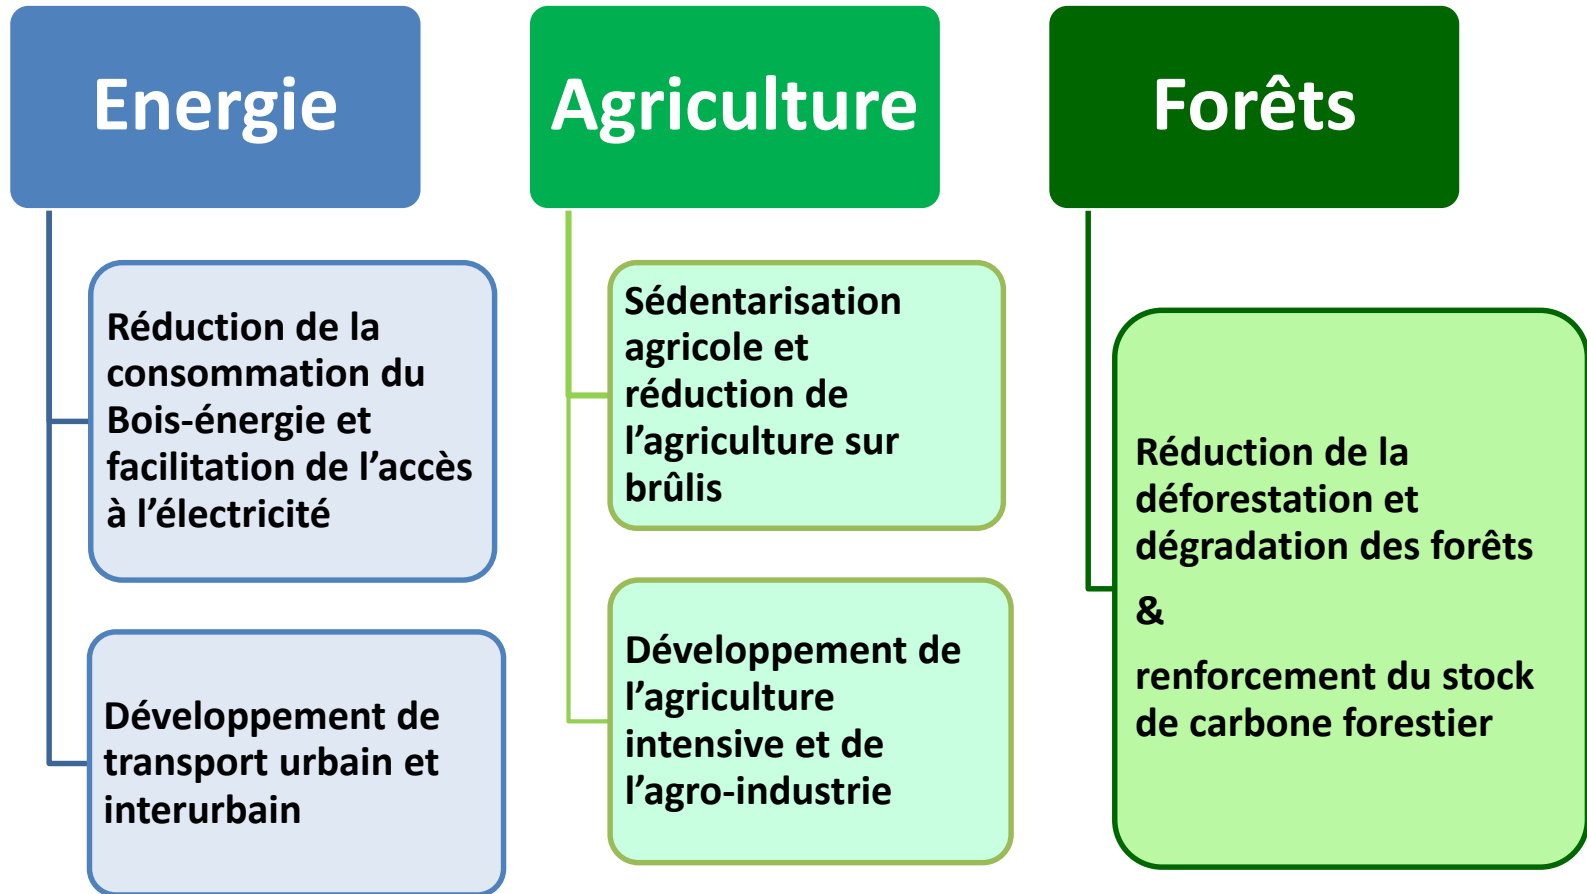 Energie
Réduction de la
consommation du
Bois-énergie et
facilitation de l’accès
à l’électricité
Développement de
transport urbain et
interurbain
Agriculture
Sédentarisation
agricole et
réduction de
l’agriculture sur
brûlis
Développement de
l’agriculture
intensive et de
l’agro-industrie
Forêts
Réduction de la
déforestation et
dégradation des forêts
&
renforcement du stock
de carbone forestier